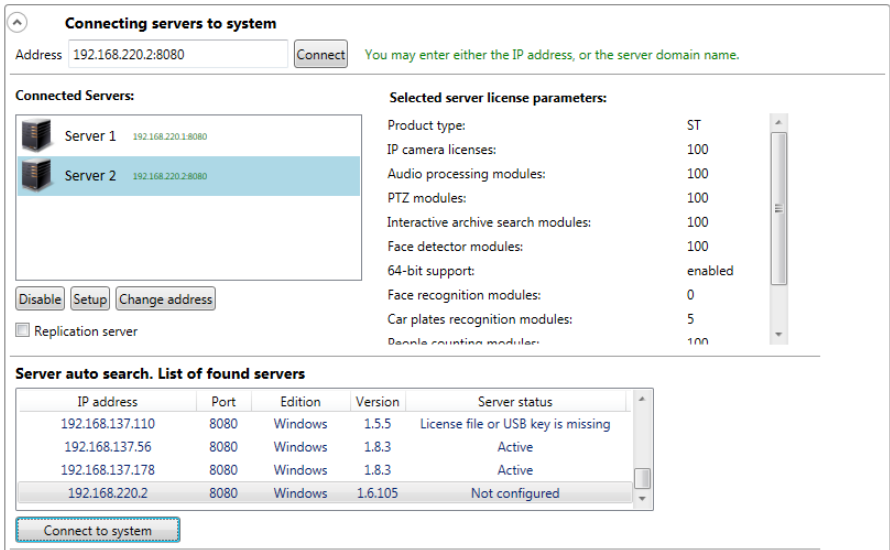 Connecting servers to system
Address 192.168.220.2:8080 Connect You may enter either the IP address, or the server domain name.
Connected Servers:
Selected server license parameters:
Server 1 192.168.220.1:8080
Server 2 192.168.220.2:8080
Product type: ST
IP camera licenses: 100
Audio processing modules: 100
PTZ modules: 100
Interactive archive search modules: 100
Face detector modules: 100
64-bit support: enabled
Face recognition modules: 0
Car plates recognition modules: 5
People counting modules: 100
Disable Setup Change address
Replication server
Server auto search. List of found servers
IP address Port Edition Version Server status
192.168.137.110 8080 Windows 1.5.5 License file or USB key is missing
192.168.137.56 8080 Windows 1.8.3 Active
192.168.137.178 8080 Windows 1.8.3 Active
192.168.220.2 8080 Windows 1.6.105 Not configured
Connect to system